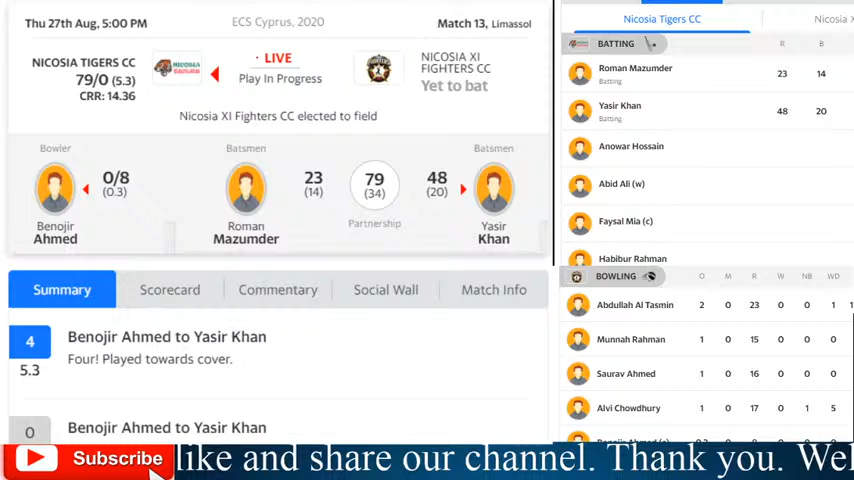 Thu 27th Aug, 5:00 PM
ECS Cyprus, 2020
Match 13, Limassol
NICOSIA TIGERS CC
79/0 (5.3)
CRR: 14.36
· LIVE
Play In Progress
NICOSIA XI
FIGHTERS CC
Yet to bat
Nicosia XI Fighters CC elected to field
Bowler
Batsmen
Batsmen
0/8
(0.3)
23
(14)
79
(34)
48
(20)
Partnership
Benojir
Ahmed
Roman
Mazumder
Yasir
Khan
Summary
Scorecard
Commentary
Social Wall
Match Info
4
5.3
Benojir Ahmed to Yasir Khan
Four! Played towards cover.
0
Benojir Ahmed to Yasir Khan
Nicosia Tigers CC
Nicosia X
BATTING R B
Roman Mazumder 23 14
Batting
Yasir Khan 48 20
Batting
Anowar Hossain
Abid Ali (w)
Faysal Mia (c)
Habibur Rahman
BOWLING O M R W NB WD
Abdullah Al Tasmin 2 0 23 0 0 1 1
Munnah Rahman 1 0 15 0 0 0
Saurav Ahmed 1 0 16 0 0 0
Alvi Chowdhury 1 0 17 0 1 5
Subscribe
like and share our channel. Thank you. Wel